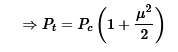 ⇒ P_t = P_c (1 + μ²/2)